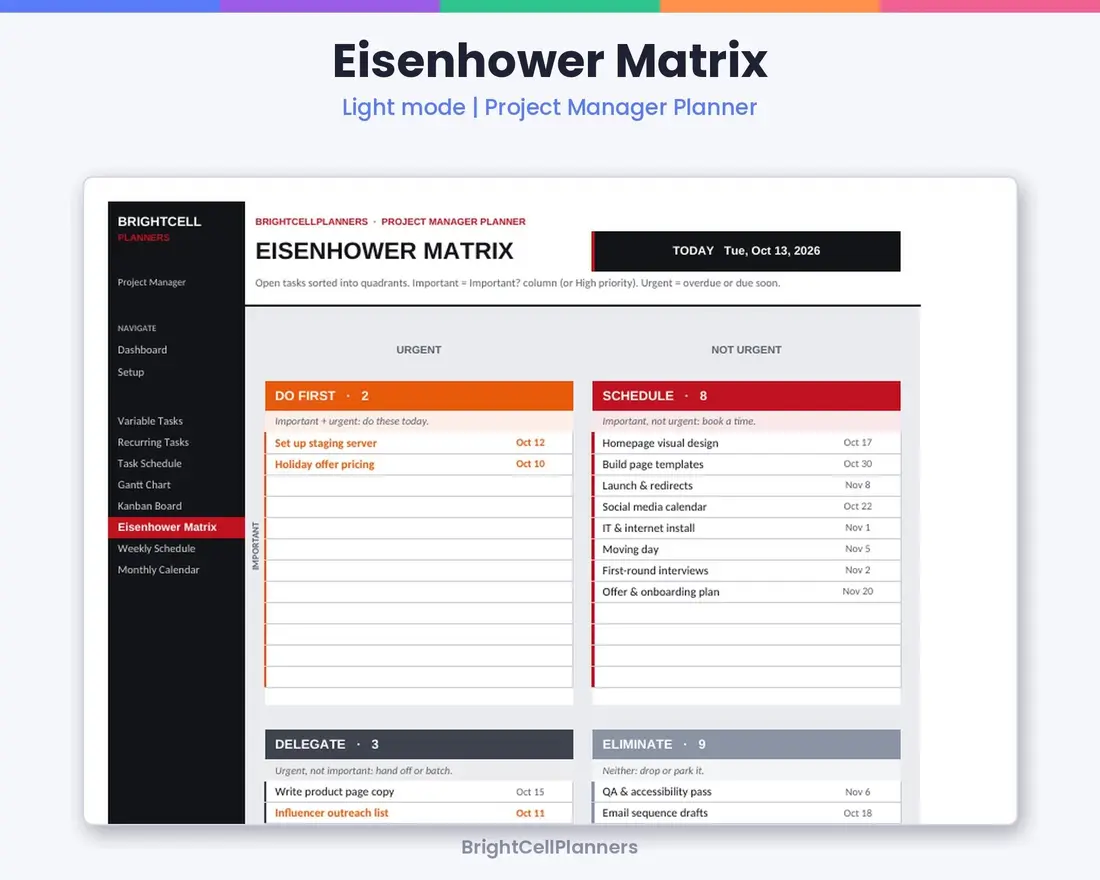 Eisenhower Matrix
Light mode | Project Manager Planner
BRIGHTCELL
PLANNERS
Project Manager
NAVIGATE
Dashboard
Setup
Variable Tasks
Recurring Tasks
Task Schedule
Gantt Chart
Kanban Board
Eisenhower Matrix
Weekly Schedule
Monthly Calendar
BRIGHTCELLPLANNERS · PROJECT MANAGER PLANNER
EISENHOWER MATRIX
TODAY Tue, Oct 13, 2026
Open tasks sorted into quadrants. Important = Important? column (or High priority). Urgent = overdue or due soon.
URGENT
NOT URGENT
IMPORTANT
DO FIRST · 2
Important + urgent: do these today.
Set up staging server Oct 12
Holiday offer pricing Oct 10
SCHEDULE · 8
Important, not urgent: book a time.
Homepage visual design Oct 17
Build page templates Oct 30
Launch & redirects Nov 8
Social media calendar Oct 22
IT & internet install Nov 1
Moving day Nov 5
First-round interviews Nov 2
Offer & onboarding plan Nov 20
DELEGATE · 3
Urgent, not important: hand off or batch.
Write product page copy Oct 15
Influencer outreach list Oct 11
ELIMINATE · 9
Neither: drop or park it.
QA & accessibility pass Nov 6
Email sequence drafts Oct 18
BrightCellPlanners